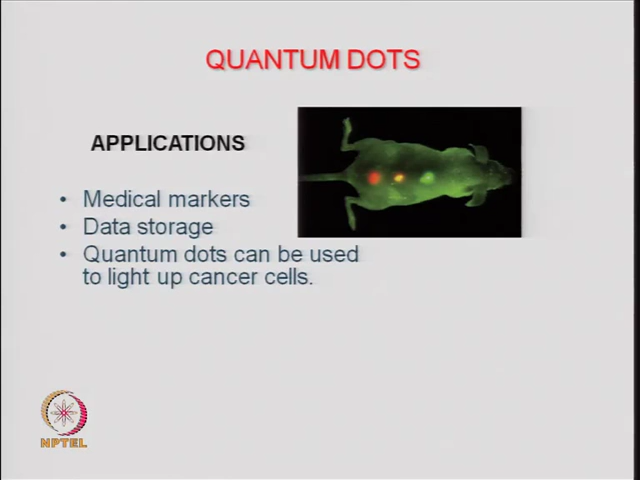 QUANTUM DOTS
APPLICATIONS
• Medical markers
• Data storage
• Quantum dots can be used
to light up cancer cells.
NPTEL